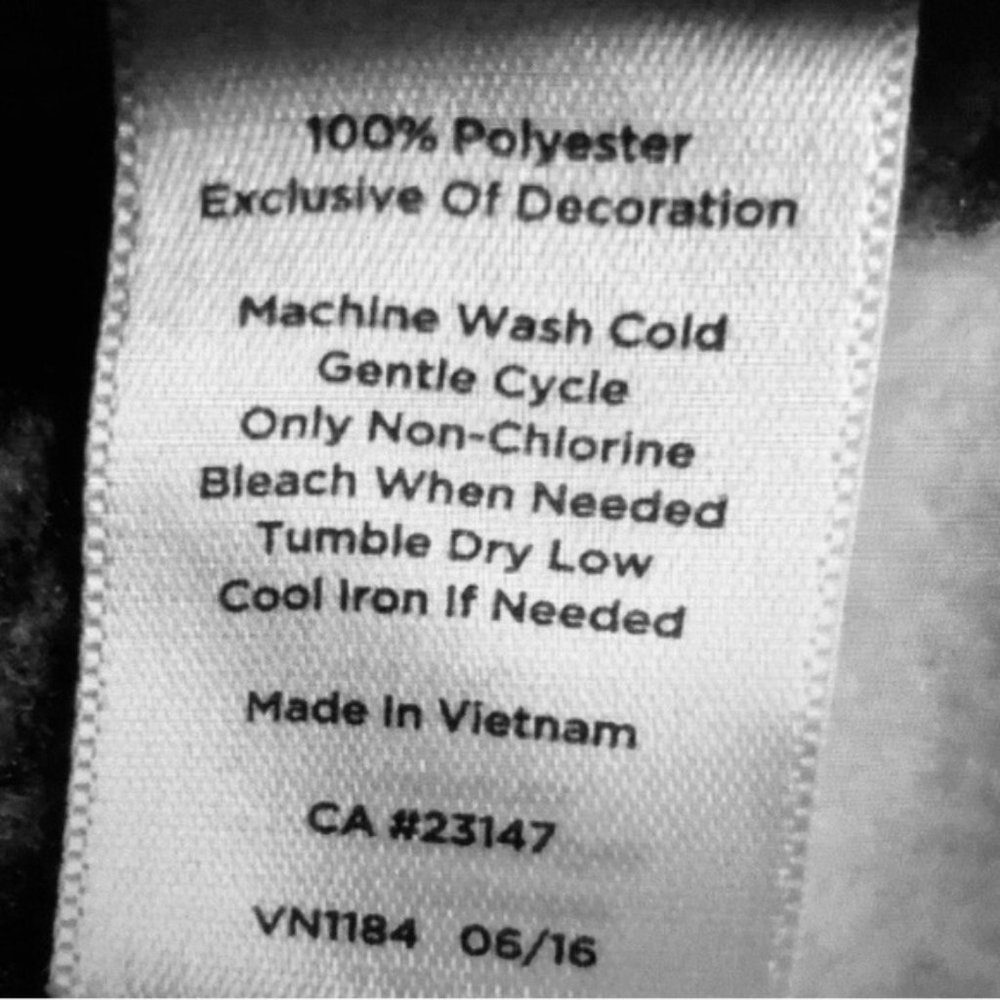 100% Polyester
Exclusive Of Decoration
Machine Wash Cold
Gentle Cycle
Only Non-Chlorine
Bleach When Needed
Tumble Dry Low
Cool Iron If Needed
Made In Vietnam
CA #23147
VN1184 06/16